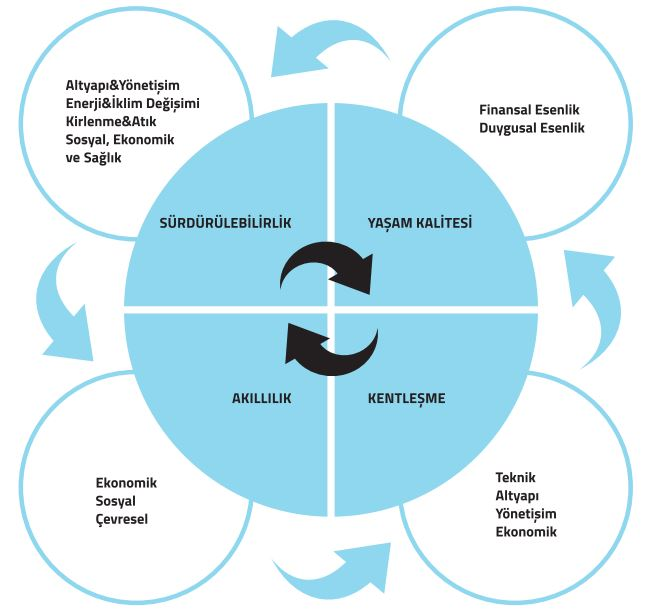 Altyapı&Yönetişim
Enerji&İklim Değişimi
Kirlenme&Atık
Sosyal, Ekonomik
ve Sağlık
Finansal Esenlik
Duygusal Esenlik
SÜRDÜRÜLEBİLİRLİK
YAŞAM KALİTESİ
AKILLILIK
KENTLEŞME
Ekonomik
Sosyal
Çevresel
Teknik
Altyapı
Yönetişim
Ekonomik